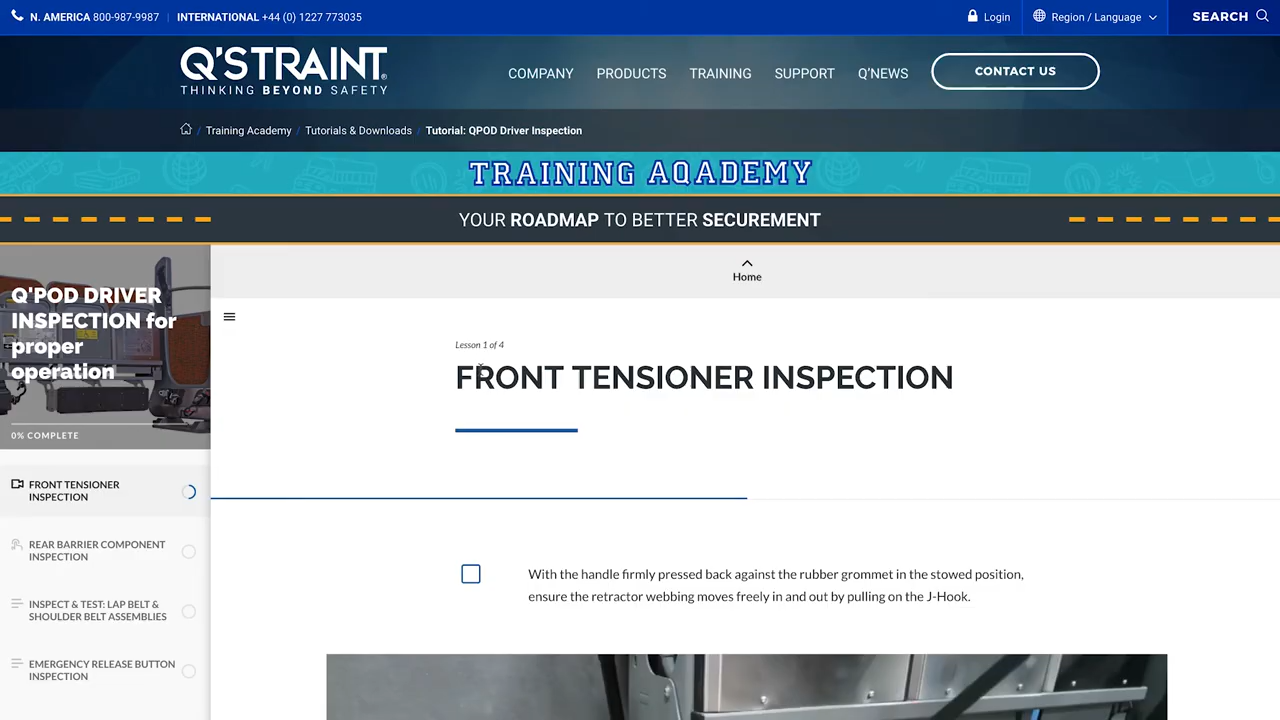 N. AMERICA 800-987-9987 | INTERNATIONAL +44 (0) 1227 773035
Login
Region / Language
SEARCH
Q'STRAINT®
THINKING BEYOND SAFETY
COMPANY
PRODUCTS
TRAINING
SUPPORT
Q'NEWS
CONTACT US
/ Training Academy / Tutorials & Downloads / Tutorial: QPOD Driver Inspection
TRAINING AQADEMY
YOUR ROADMAP TO BETTER SECUREMENT
Q'POD DRIVER
INSPECTION for
proper
operation
0% COMPLETE
FRONT TENSIONER
INSPECTION
REAR BARRIER COMPONENT
INSPECTION
INSPECT & TEST: LAP BELT &
SHOULDER BELT ASSEMBLIES
EMERGENCY RELEASE BUTTON
INSPECTION
Home
Lesson 1 of 4
FRONT TENSIONER INSPECTION
With the handle firmly pressed back against the rubber grommet in the stowed position,
ensure the retractor webbing moves freely in and out by pulling on the J-Hook.